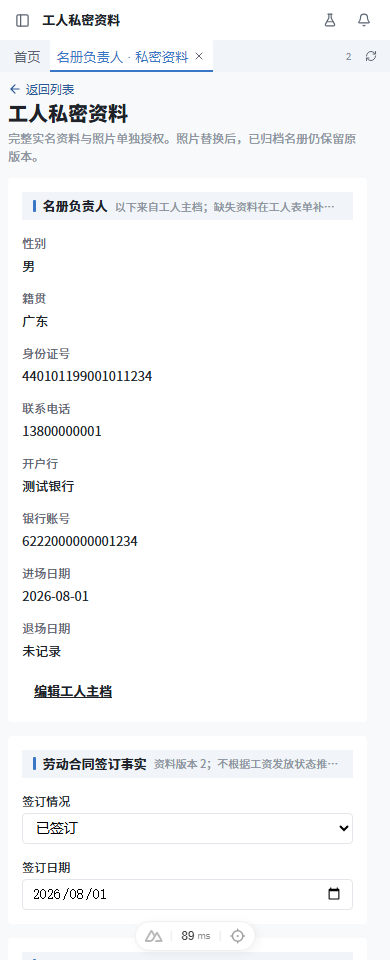 工人私密资料
首页
名册负责人 · 私密资料
2
返回列表
工人私密资料
完整实名资料与照片单独授权。照片替换后，已归档名册仍保留原
版本。
名册负责人 以下来自工人主档；缺失资料在工人表单补…
性别
男
籍贯
广东
身份证号
440101199001011234
联系电话
13800000001
开户行
测试银行
银行账号
6222000000001234
进场日期
2026-08-01
退场日期
未记录
编辑工人主档
劳动合同签订事实 资料版本 2；不根据工资发放状态推…
签订情况
已签订
签订日期
2026/08/01
89 ms